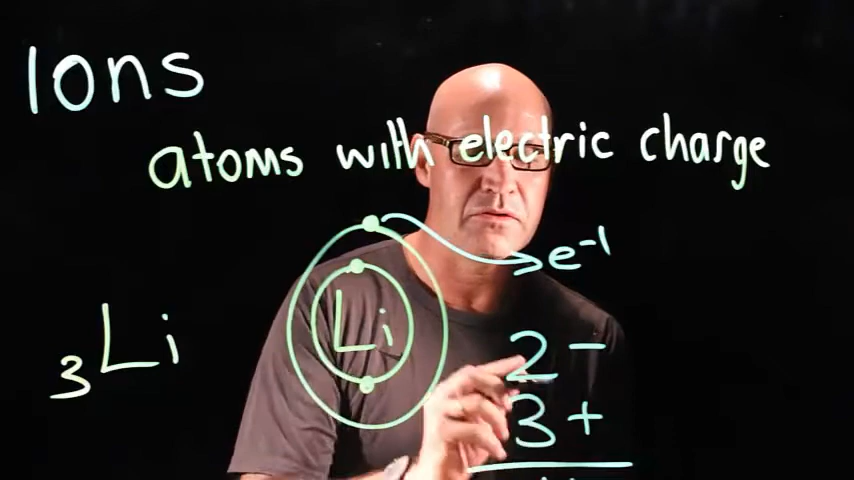 Ions
atoms with electric charge
e⁻¹
Li
₃Li
2 −
3 +